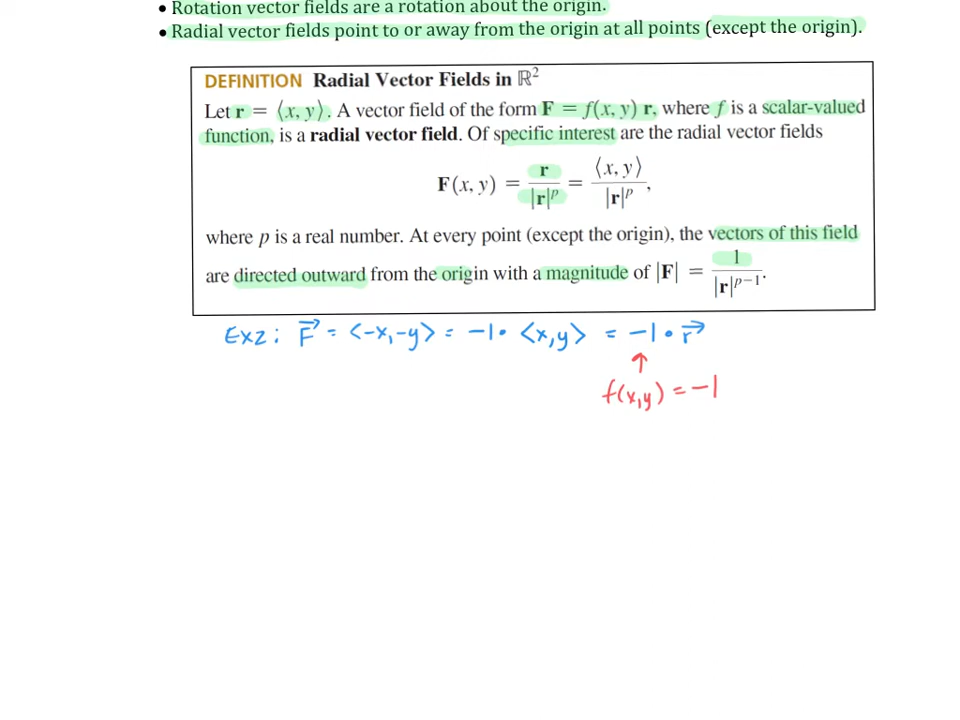 • Rotation vector fields are a rotation about the origin.
• Radial vector fields point to or away from the origin at all points (except the origin).
DEFINITION Radial Vector Fields in ℝ²
Let r = ⟨x, y⟩. A vector field of the form F = f(x, y) r, where f is a scalar-valued
function, is a radial vector field. Of specific interest are the radial vector fields
F(x, y) = r/|r|^p = ⟨x, y⟩/|r|^p,
where p is a real number. At every point (except the origin), the vectors of this field
are directed outward from the origin with a magnitude of |F| = 1/|r|^(p−1).
Ex2: F⃗ = <-x,-y> = -1 • <x,y> = -1 • r⃗
↑
f(x,y) = -1